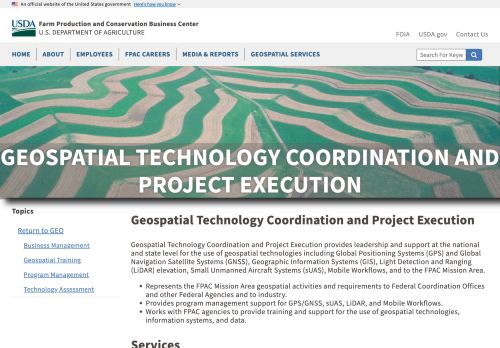 An official website of the United States government Here's how you know
USDA Farm Production and Conservation Business Center
U.S. DEPARTMENT OF AGRICULTURE
FOIA USDA.gov Contact Us
HOME ABOUT EMPLOYEES FPAC CAREERS MEDIA & REPORTS GEOSPATIAL SERVICES
Search For Keyw
GEOSPATIAL TECHNOLOGY COORDINATION AND
PROJECT EXECUTION
Topics
Return to GEO
Business Management
Geospatial Training
Program Management
Technology Assessment
Geospatial Technology Coordination and Project Execution
Geospatial Technology Coordination and Project Execution provides leadership and support at the national
and state level for the use of geospatial technologies including Global Positioning Systems (GPS) and Global
Navigation Satellite Systems (GNSS), Geographic Information Systems (GIS), Light Detection and Ranging
(LiDAR) elevation, Small Unmanned Aircraft Systems (sUAS), Mobile Workflows, and to the FPAC Mission Area.
Represents the FPAC Mission Area geospatial activities and requirements to Federal Coordination Offices
and other Federal Agencies and to industry.
Provides program management support for GPS/GNSS, sUAS, LiDAR, and Mobile Workflows.
Works with FPAC agencies to provide training and support for the use of geospatial technologies,
information systems, and data.
Services